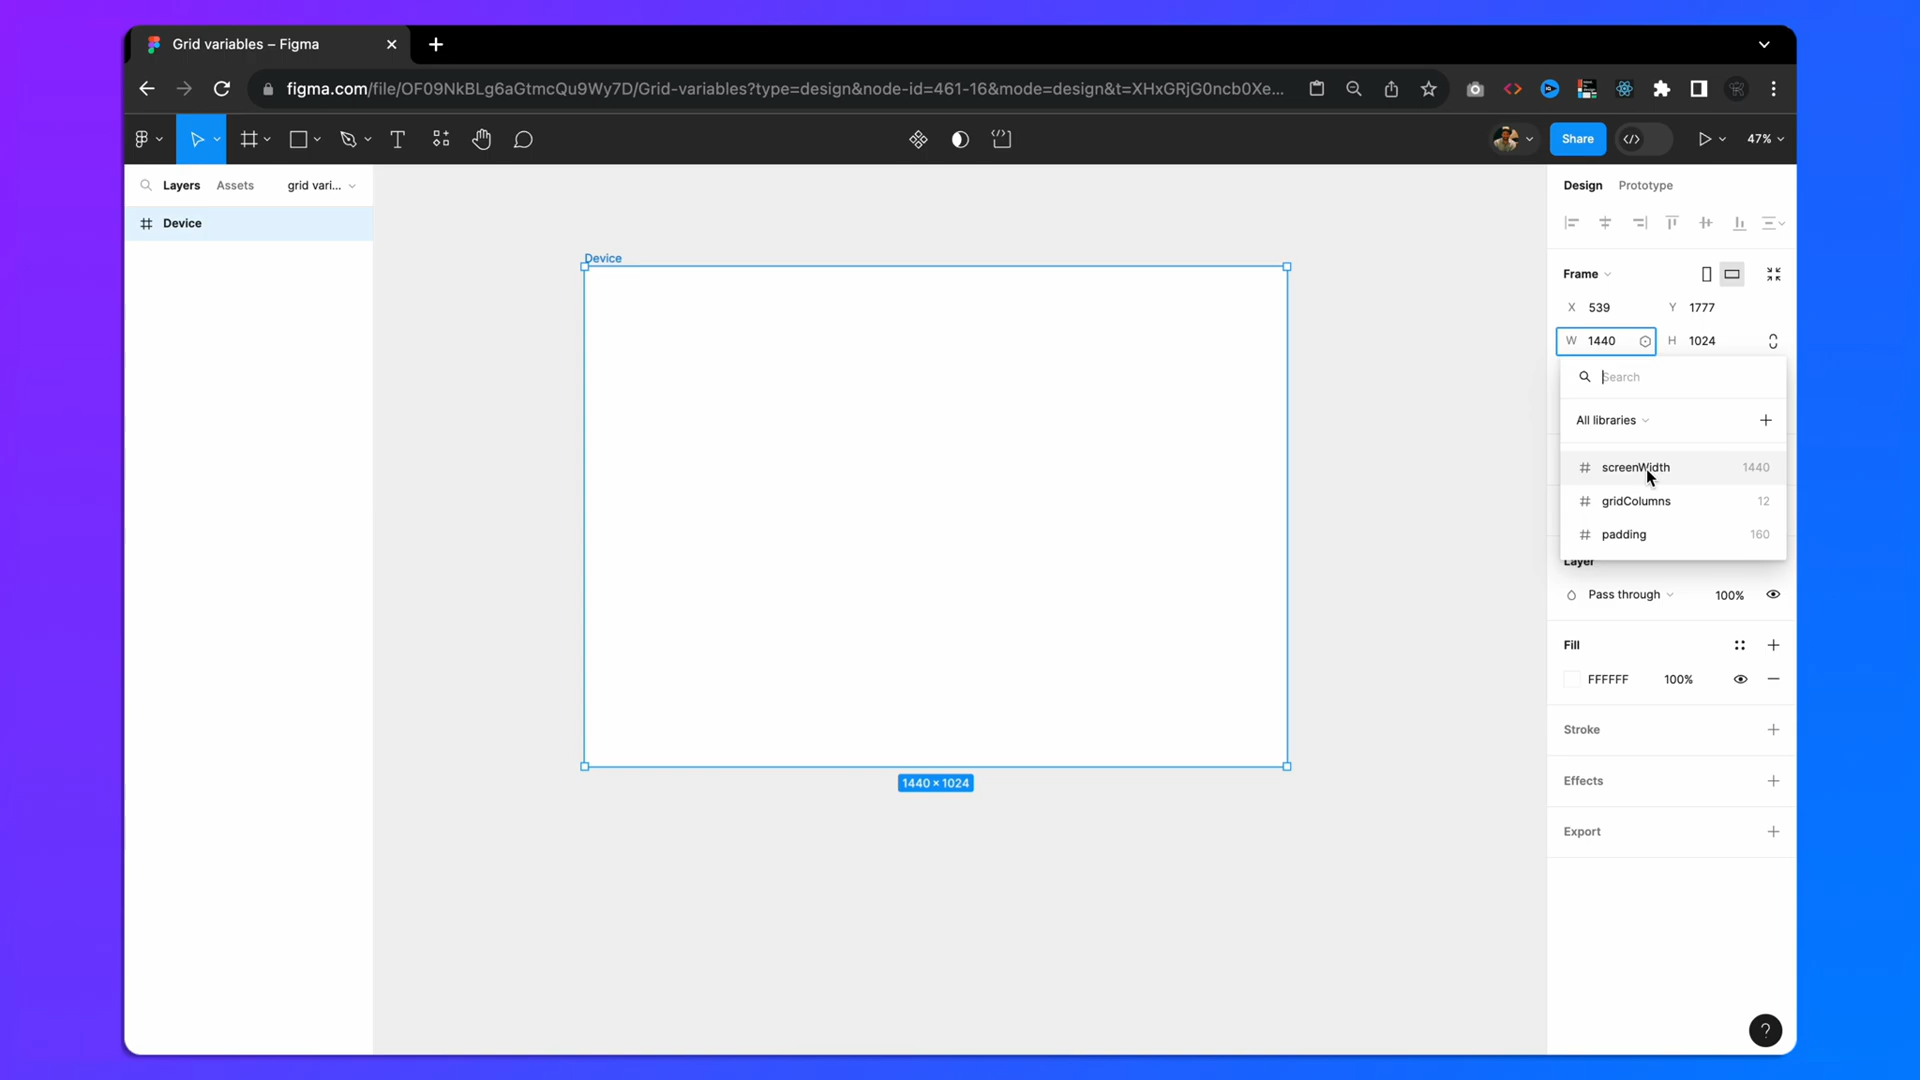 Grid variables – Figma
figma.com/file/OF09NkBLg6aGtmcQu9Wy7D/Grid-variables?type=design&node-id=461-16&mode=design&t=XHxGRjG0ncb0Xe...
Share
47%
Layers Assets grid vari...
Design Prototype
Device
Device
Frame
X 539 Y 1777
W 1440 H 1024
Search
All libraries
screenWidth 1440
gridColumns 12
padding 160
Layer
Pass through 100%
Fill
FFFFFF 100%
Stroke
1440 × 1024
Effects
Export
?